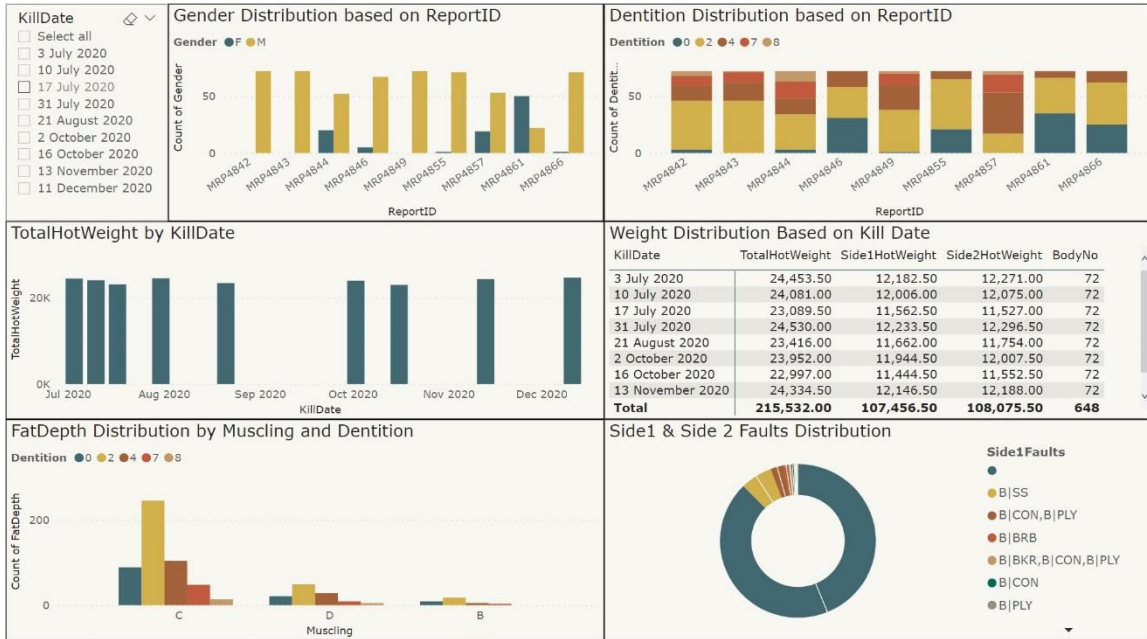 KillDate
Select all
3 July 2020
10 July 2020
17 July 2020
31 July 2020
21 August 2020
2 October 2020
16 October 2020
13 November 2020
11 December 2020
Gender Distribution based on ReportID
Gender F M
Count of Gender
50
0
MRP4842 MRP4843 MRP4844 MRP4846 MRP4849 MRP4855 MRP4857 MRP4861 MRP4866
ReportID
Dentition Distribution based on ReportID
Dentition 0 2 4 7 8
Count of Dentit...
50
0
MRP4842 MRP4843 MRP4844 MRP4846 MRP4849 MRP4855 MRP4857 MRP4861 MRP4866
ReportID
TotalHotWeight by KillDate
TotalHotWeight
20K
0K
Jul 2020 Aug 2020 Sep 2020 Oct 2020 Nov 2020 Dec 2020
KillDate
Weight Distribution Based on Kill Date
KillDate TotalHotWeight Side1HotWeight Side2HotWeight BodyNo
3 July 2020 24,453.50 12,182.50 12,271.00 72
10 July 2020 24,081.00 12,006.00 12,075.00 72
17 July 2020 23,089.50 11,562.50 11,527.00 72
31 July 2020 24,530.00 12,233.50 12,296.50 72
21 August 2020 23,416.00 11,662.00 11,754.00 72
2 October 2020 23,952.00 11,944.50 12,007.50 72
16 October 2020 22,997.00 11,444.50 11,552.50 72
13 November 2020 24,334.50 12,146.50 12,188.00 72
Total 215,532.00 107,456.50 108,075.50 648
FatDepth Distribution by Muscling and Dentition
Dentition 0 2 4 7 8
Count of FatDepth
200
0
C D B
Muscling
Side1 & Side 2 Faults Distribution
Side1Faults
B|SS
B|CON,B|PLY
B|BRB
B|BKR,B|CON,B|PLY
B|CON
B|PLY